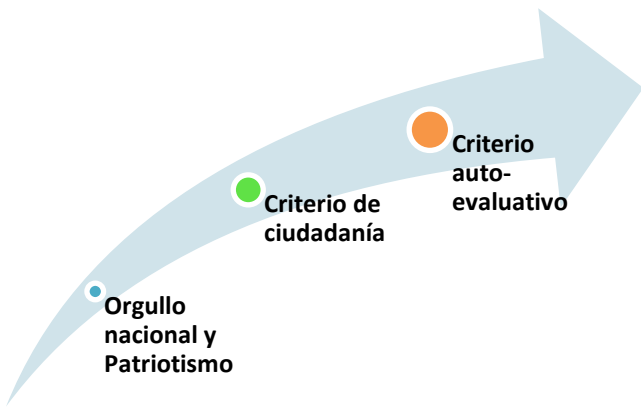 Criterio
auto-
evaluativo
Criterio de
ciudadanía
Orgullo
nacional y
Patriotismo